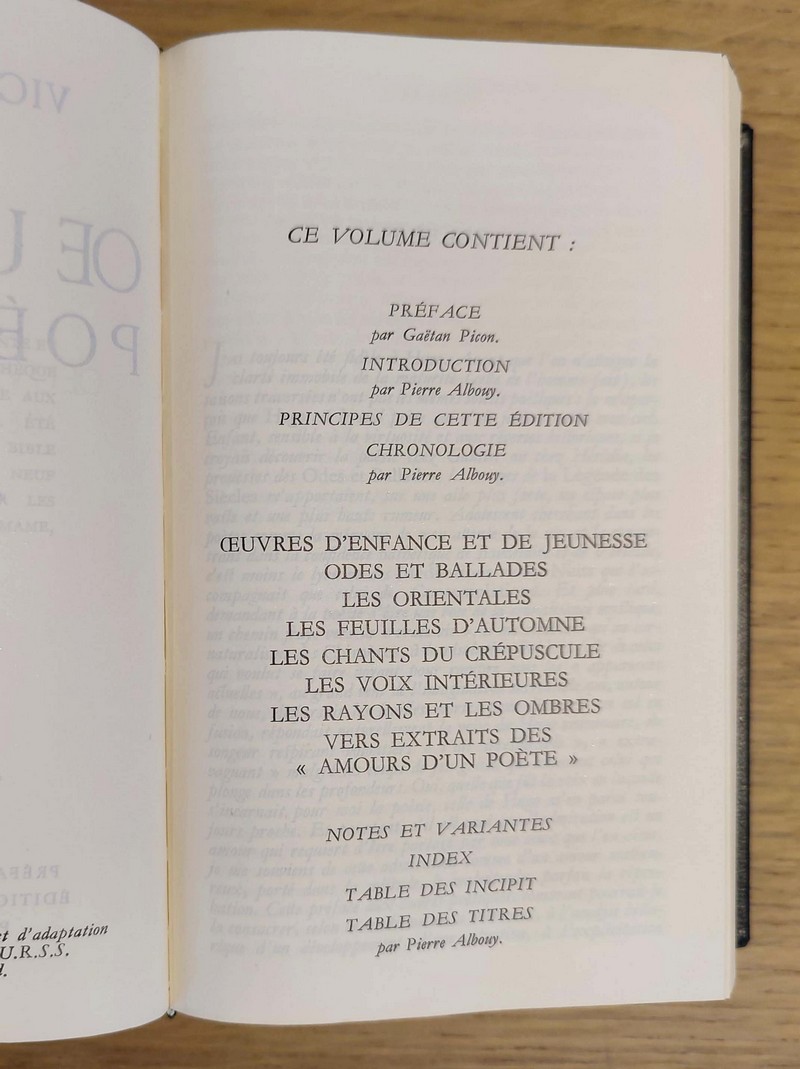 CE VOLUME CONTIENT :
PRÉFACE
par Gaëtan Picon.
INTRODUCTION
par Pierre Albouy.
PRINCIPES DE CETTE ÉDITION
CHRONOLOGIE
par Pierre Albouy.
ŒUVRES D'ENFANCE ET DE JEUNESSE
ODES ET BALLADES
LES ORIENTALES
LES FEUILLES D'AUTOMNE
LES CHANTS DU CRÉPUSCULE
LES VOIX INTÉRIEURES
LES RAYONS ET LES OMBRES
VERS EXTRAITS DES
« AMOURS D'UN POÈTE »
NOTES ET VARIANTES
INDEX
TABLE DES INCIPIT
TABLE DES TITRES
par Pierre Albouy.
d'adaptation
U.R.S.S.